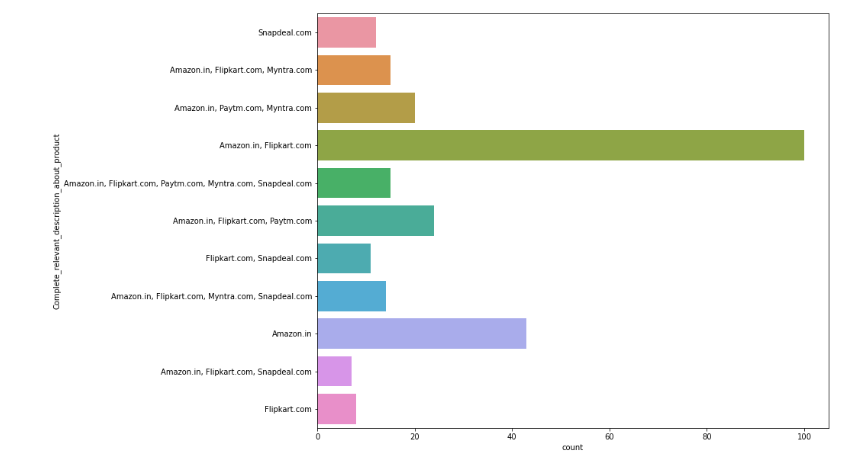 Snapdeal.com
Amazon.in, Flipkart.com, Myntra.com
Amazon.in, Paytm.com, Myntra.com
Amazon.in, Flipkart.com
Amazon.in, Flipkart.com, Paytm.com, Myntra.com, Snapdeal.com
Amazon.in, Flipkart.com, Paytm.com
Flipkart.com, Snapdeal.com
Amazon.in, Flipkart.com, Myntra.com, Snapdeal.com
Amazon.in
Amazon.in, Flipkart.com, Snapdeal.com
Flipkart.com
Complete_relevant_description_about_product
0 20 40 60 80 100
count